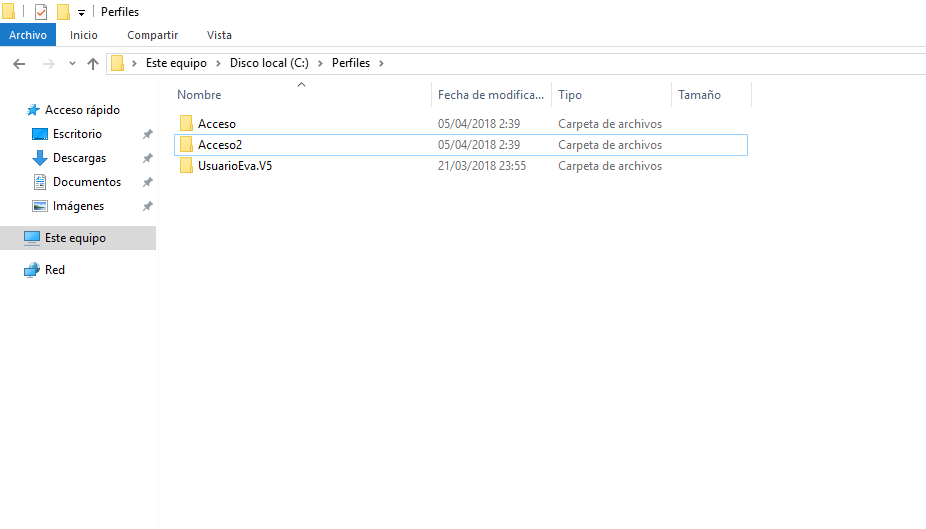 Perfiles
Archivo Inicio Compartir Vista
Este equipo Disco local (C:) Perfiles
Nombre Fecha de modifica... Tipo Tamaño
Acceso rápido
Escritorio
Descargas
Documentos
Imágenes
Este equipo
Red
Acceso 05/04/2018 2:39 Carpeta de archivos
Acceso2 05/04/2018 2:39 Carpeta de archivos
UsuarioEva.V5 21/03/2018 23:55 Carpeta de archivos